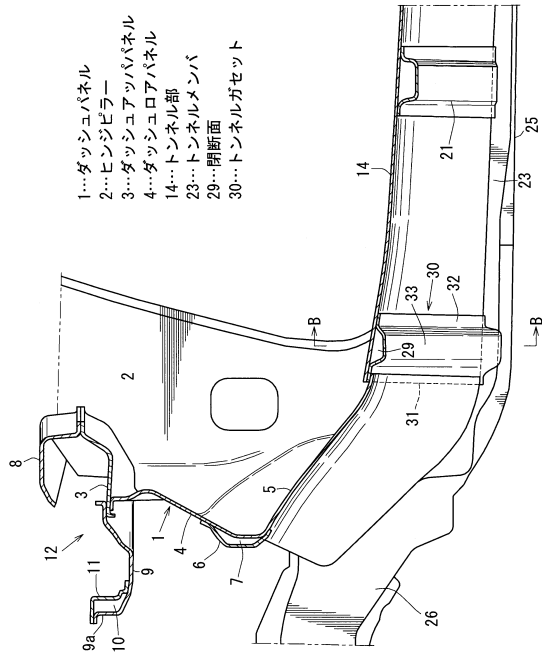 1…ダッシュパネル
2…ヒンジピラー
3…ダッシュアッパパネル
4…ダッシュロアパネル
14…トンネル部
23…トンネルメンバ
29…閉断面
30…トンネルガセット
8
12
11
9a
10
9
3
1
4
6
7
5
2
26
B
29
33
30
32
31
B
14
21
23
25